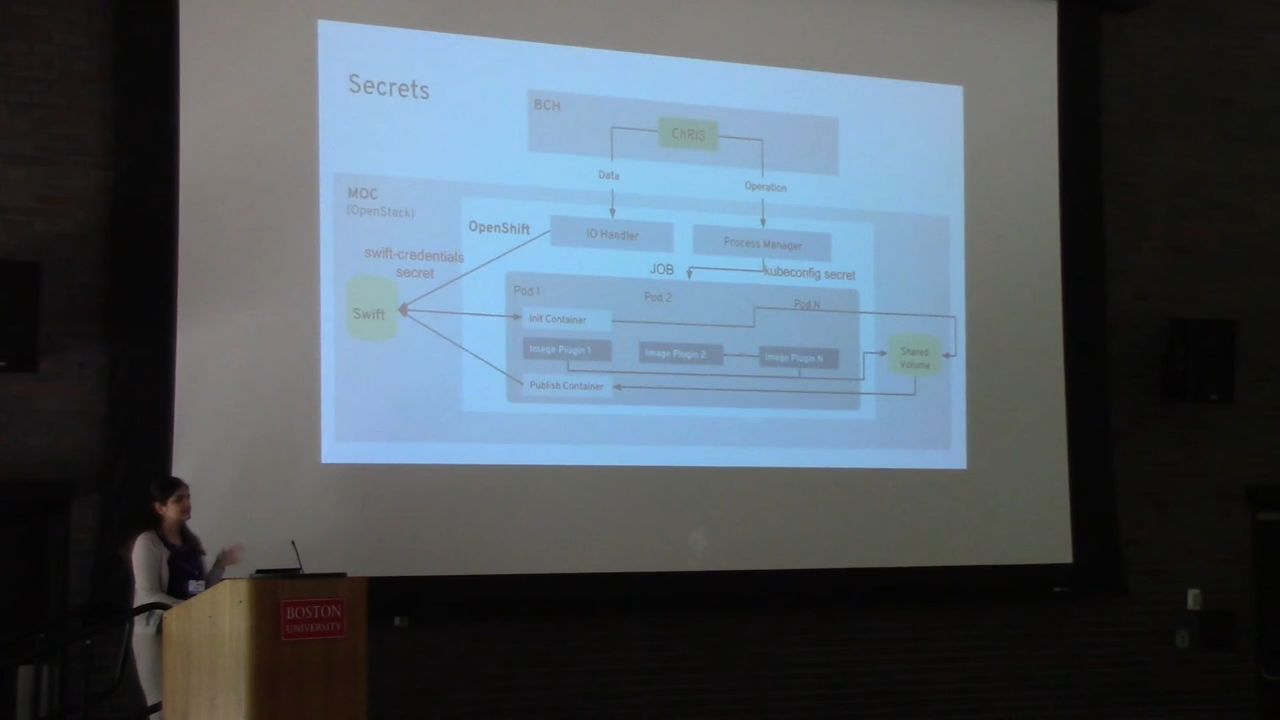 Secrets
BCH
ChRIS
Data
Operation
MOC
(OpenStack)
OpenShift
IO Handler
Process Manager
swift-credentials
secret
JOB
kubeconfig secret
Pod 1
Pod 2
Pod N
Swift
Init Container
Image Plugin 1
Image Plugin 2
Image Plugin N
Shared
Volume
Publish Container
BOSTON
UNIVERSITY